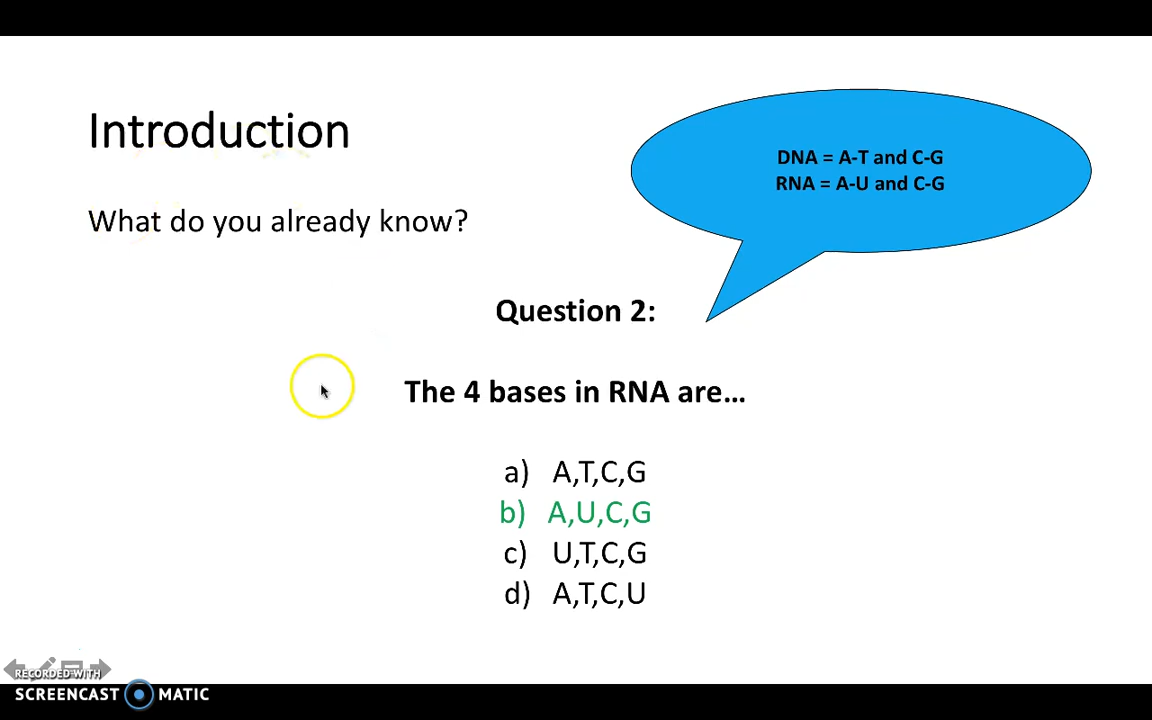 Introduction
DNA = A-T and C-G
RNA = A-U and C-G
What do you already know?
Question 2:
The 4 bases in RNA are...
a) A,T,C,G
b) A,U,C,G
c) U,T,C,G
d) A,T,C,U
RECORDED WITH
SCREENCAST MATIC